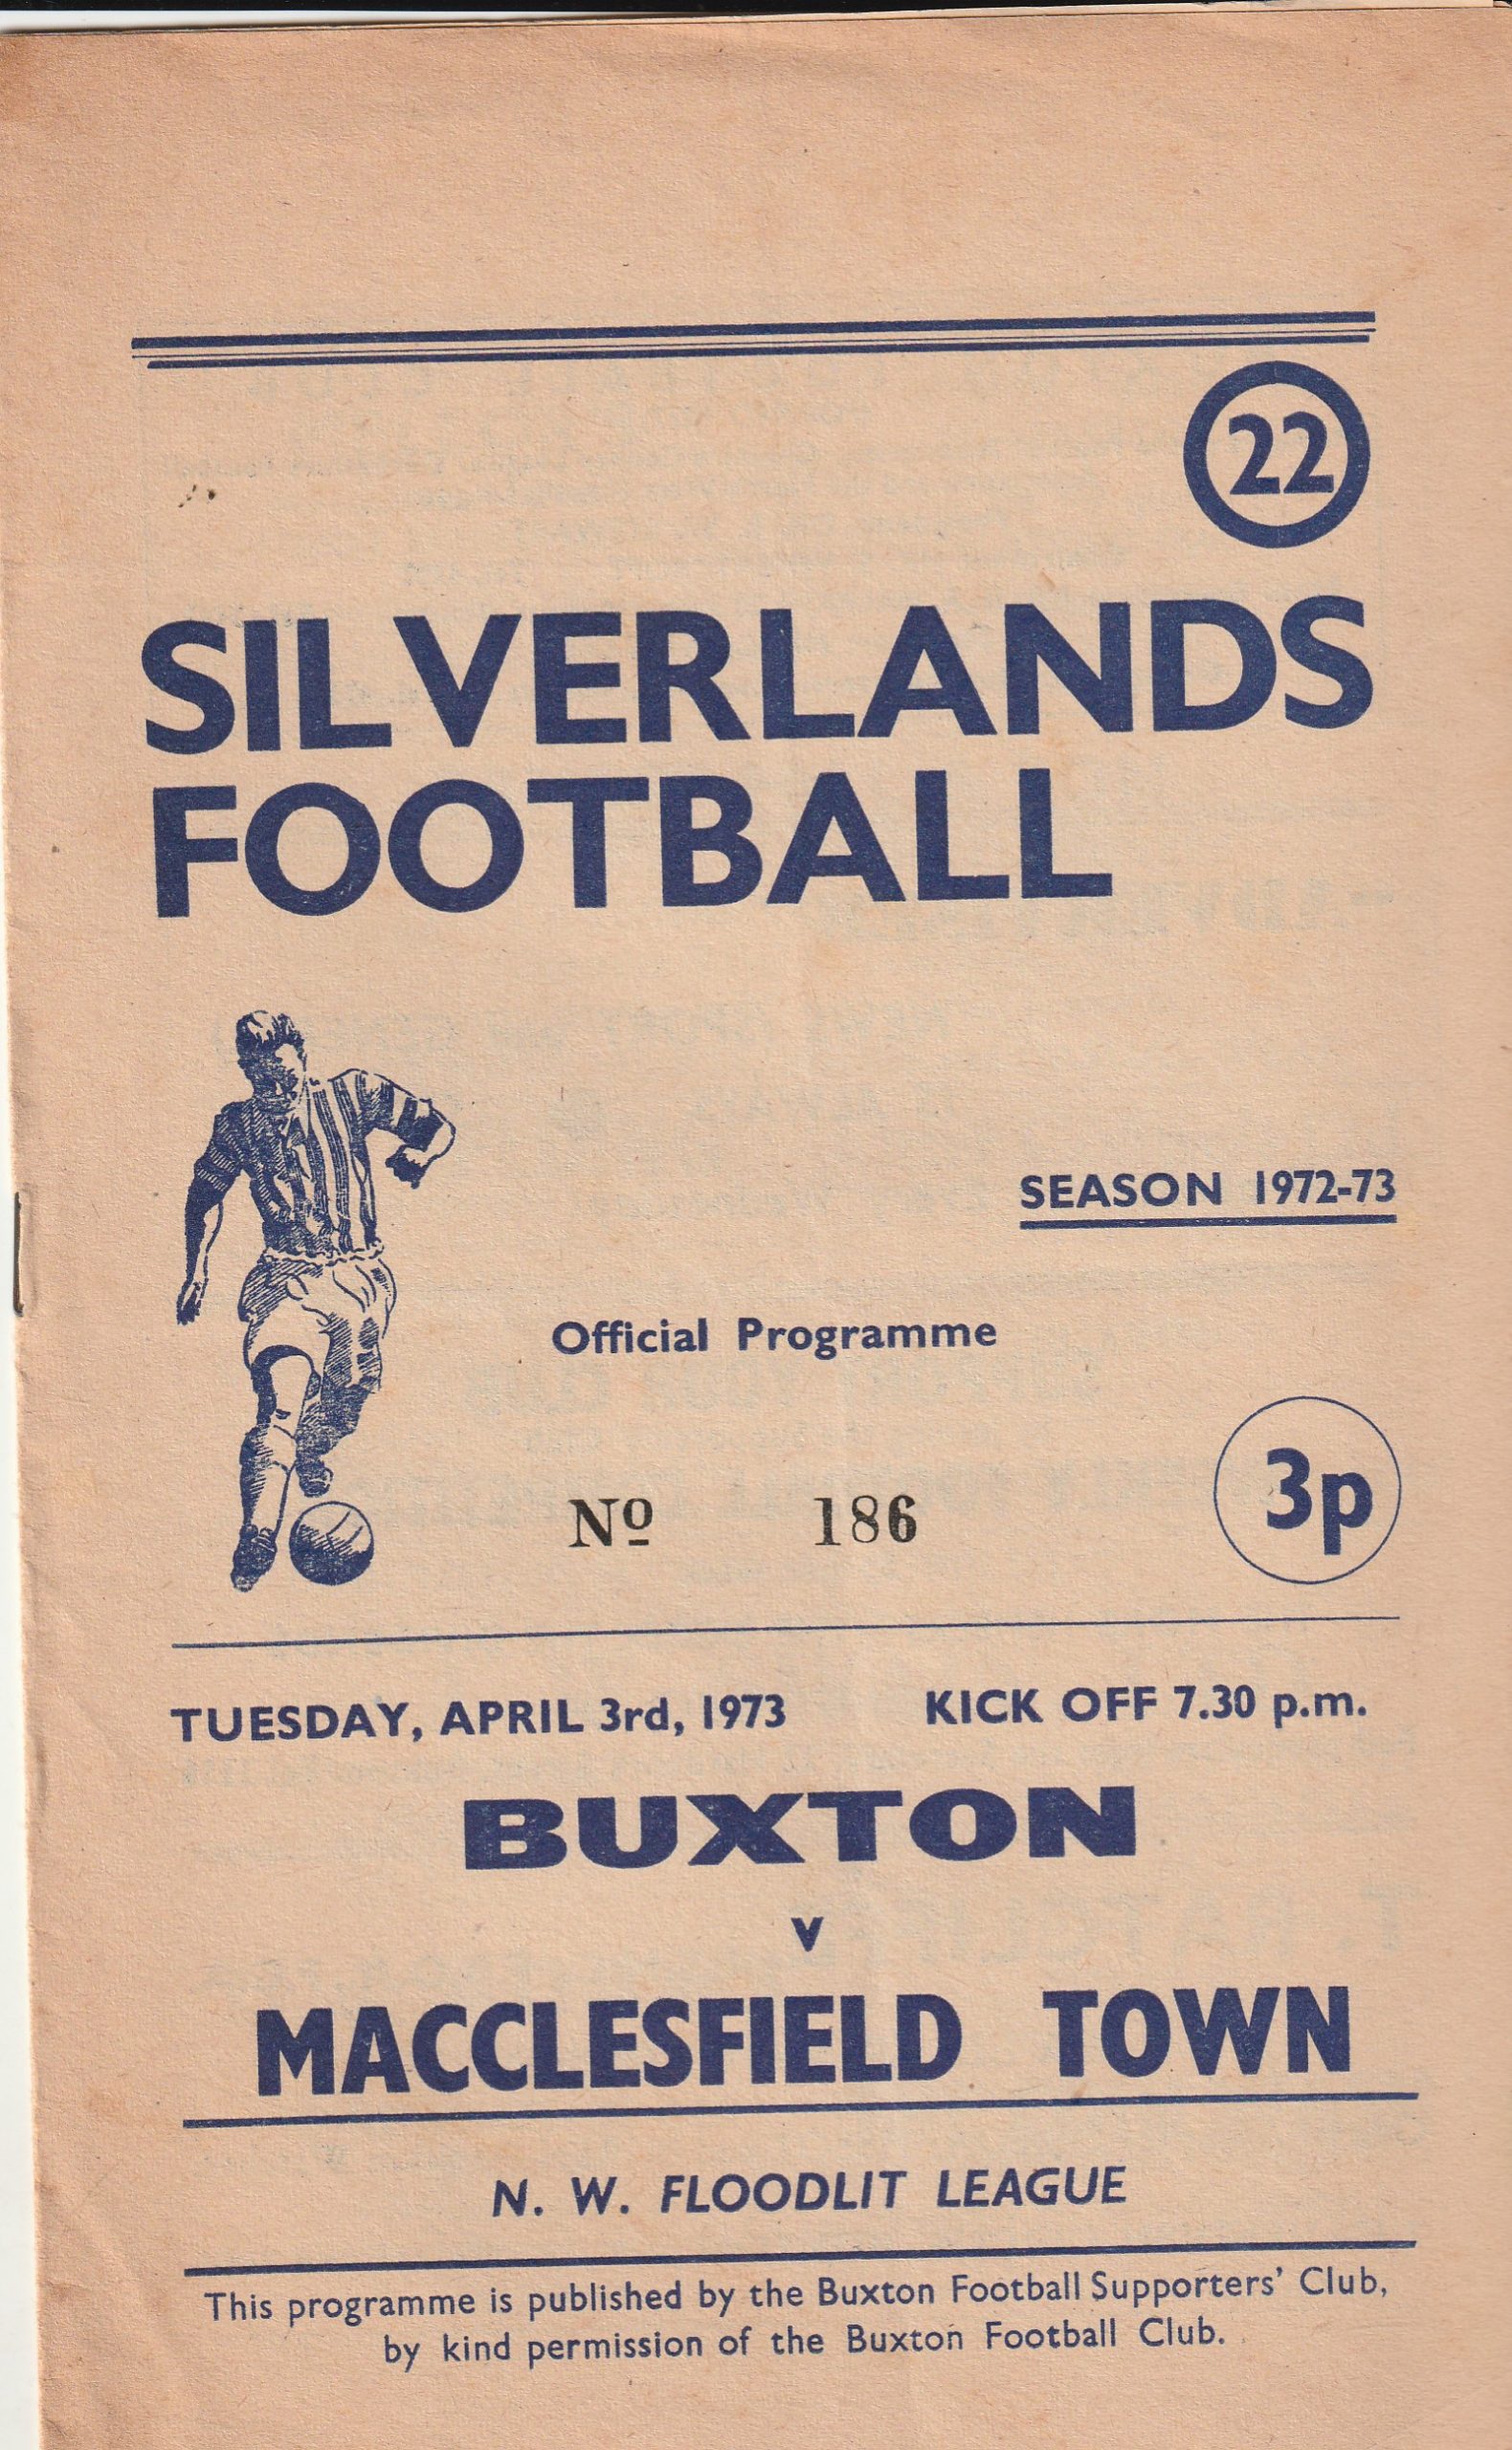 22
SILVERLANDS
FOOTBALL
SEASON 1972-73
Official Programme
Nº 186
3p
TUESDAY, APRIL 3rd, 1973 KICK OFF 7.30 p.m.
BUXTON
v
MACCLESFIELD TOWN
N. W. FLOODLIT LEAGUE
This programme is published by the Buxton Football Supporters' Club,
by kind permission of the Buxton Football Club.